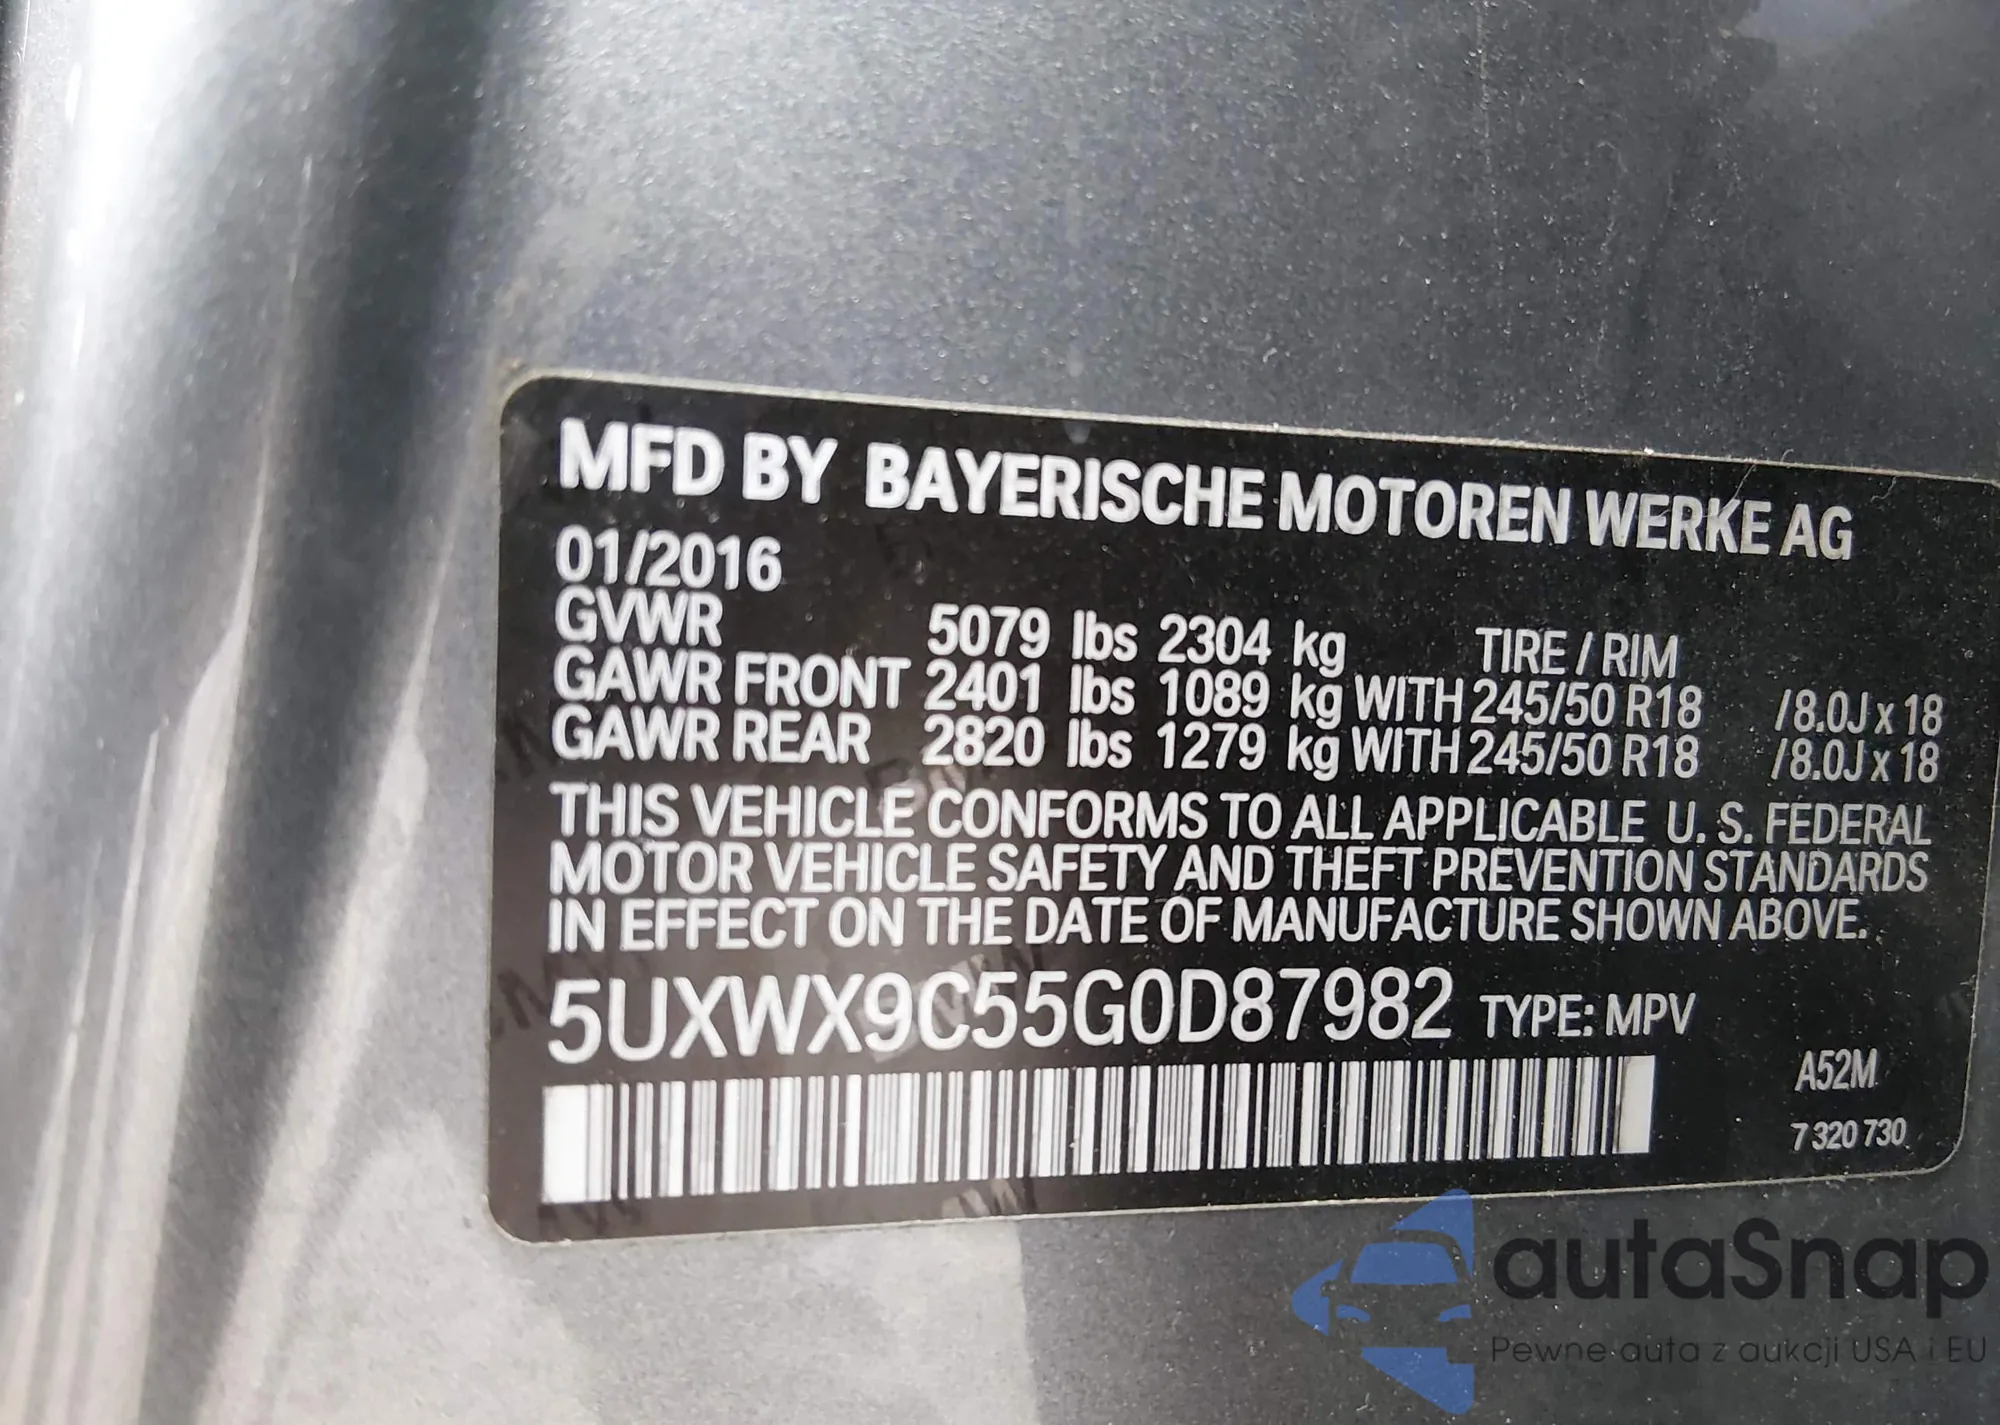 MFD BY BAYERISCHE MOTOREN WERKE AG
01/2016
GVWR 5079 lbs 2304 kg TIRE / RIM
GAWR FRONT 2401 lbs 1089 kg WITH 245/50 R18 /8.0J x 18
GAWR REAR 2820 lbs 1279 kg WITH 245/50 R18 /8.0J x 18
THIS VEHICLE CONFORMS TO ALL APPLICABLE U. S. FEDERAL
MOTOR VEHICLE SAFETY AND THEFT PREVENTION STANDARDS
IN EFFECT ON THE DATE OF MANUFACTURE SHOWN ABOVE.
5UXWX9C55G0D87982 TYPE: MPV
A52M
7 320 730
autaSnap
Pewne auta z aukcji USA i EU